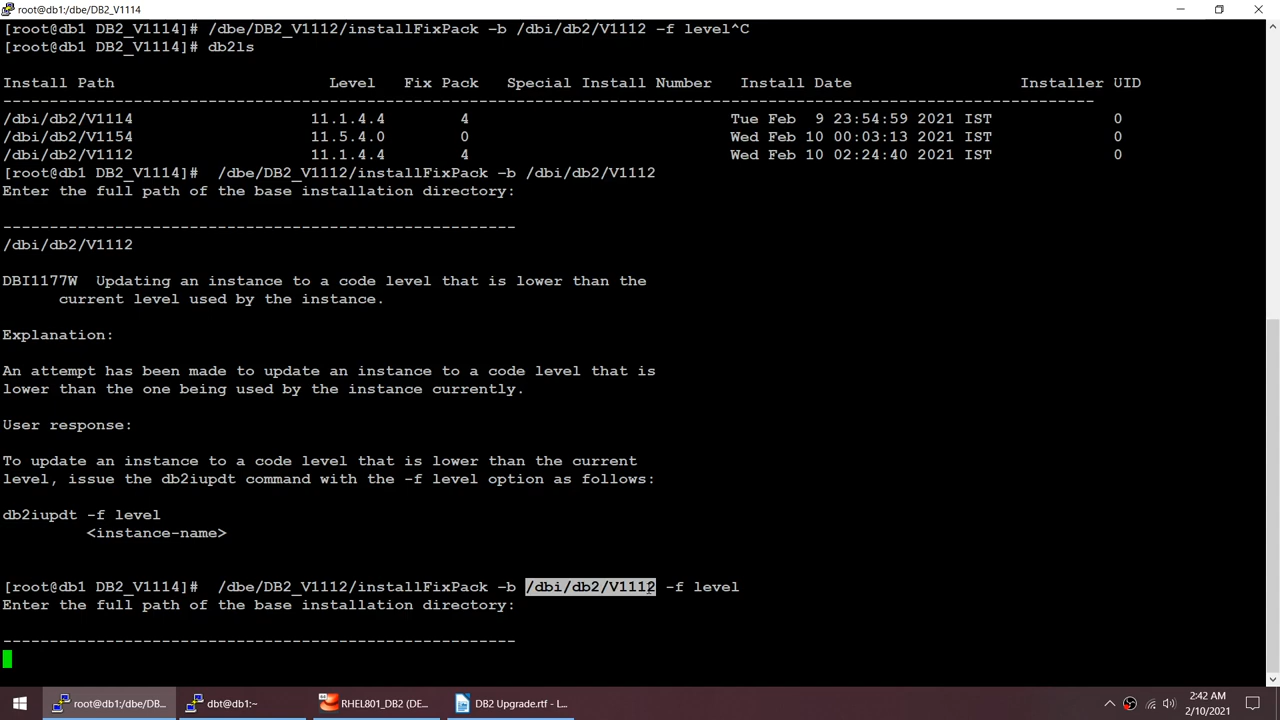 root@db1:/dbe/DB2_V1114
[root@db1 DB2_V1114]# /dbe/DB2_V1112/installFixPack -b /dbi/db2/V1112 -f level^C
[root@db1 DB2_V1114]# db2ls
Install Path Level Fix Pack Special Install Number Install Date Installer UID
---------------------------------------------------------------------------------------------------------------------
/dbi/db2/V1114 11.1.4.4 4 Tue Feb 9 23:54:59 2021 IST 0
/dbi/db2/V1154 11.5.4.0 0 Wed Feb 10 00:03:13 2021 IST 0
/dbi/db2/V1112 11.1.4.4 4 Wed Feb 10 02:24:40 2021 IST 0
[root@db1 DB2_V1114]# /dbe/DB2_V1112/installFixPack -b /dbi/db2/V1112
Enter the full path of the base installation directory:
-------------------------------------------------------
/dbi/db2/V1112
DBI1177W Updating an instance to a code level that is lower than the
current level used by the instance.
Explanation:
An attempt has been made to update an instance to a code level that is
lower than the one being used by the instance currently.
User response:
To update an instance to a code level that is lower than the current
level, issue the db2iupdt command with the -f level option as follows:
db2iupdt -f level
<instance-name>
[root@db1 DB2_V1114]# /dbe/DB2_V1112/installFixPack -b /dbi/db2/V1112 -f level
Enter the full path of the base installation directory:
-------------------------------------------------------
root@db1:/dbe/DB...
dbt@db1:~
RHEL801_DB2 (DE...
DB2 Upgrade.rtf - L...
2:42 AM
2/10/2021